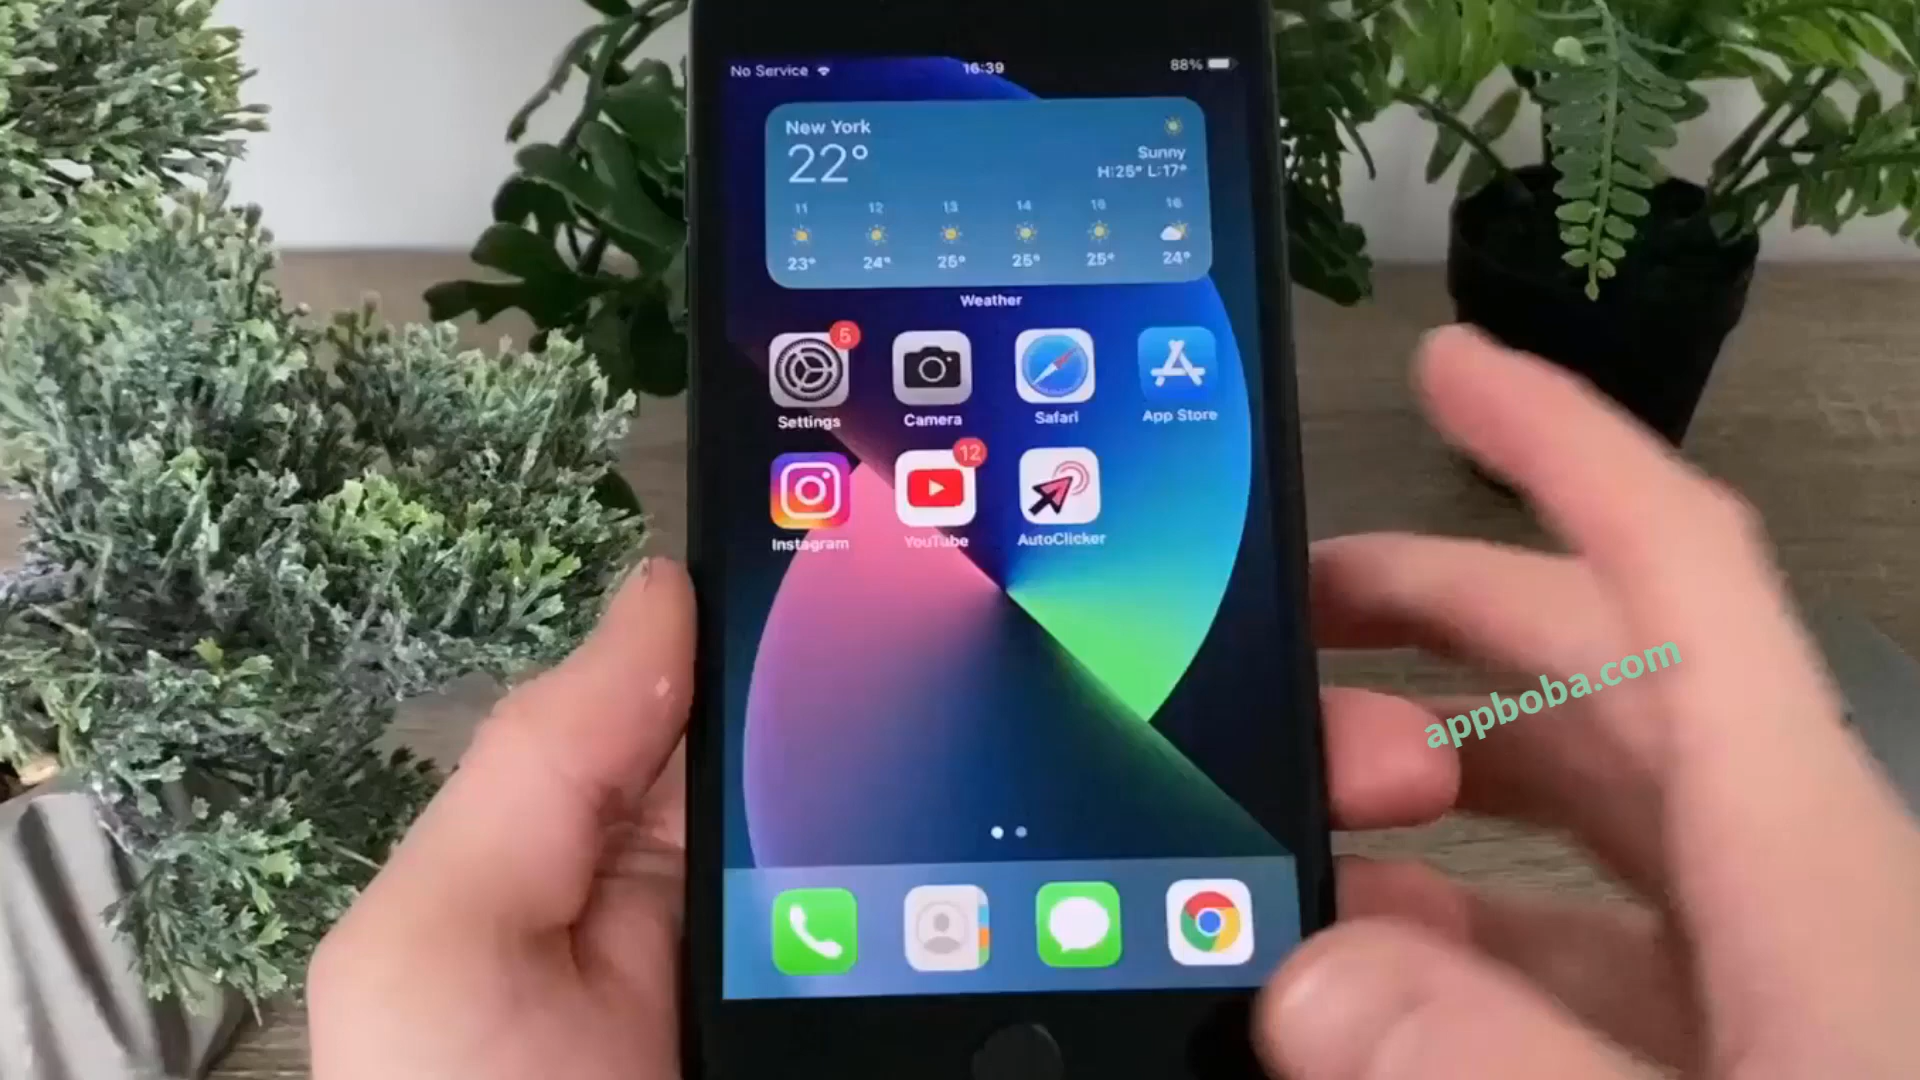 No Service 16:39 88%
New York
22°
Sunny
H:25° L:17°
11 12 13 14 15 16
23° 24° 25° 25° 25° 24°
Weather
5
Settings Camera Safari App Store
12
Instagram YouTube AutoClicker
appboba.com